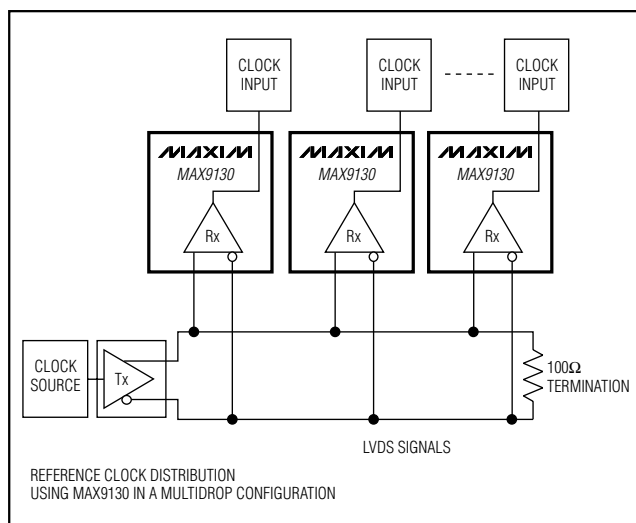 CLOCK
INPUT
CLOCK
INPUT
CLOCK
INPUT
MAXIM
MAX9130
Rx
MAXIM
MAX9130
Rx
MAXIM
MAX9130
Rx
CLOCK
SOURCE
Tx
100Ω
TERMINATION
LVDS SIGNALS
REFERENCE CLOCK DISTRIBUTION
USING MAX9130 IN A MULTIDROP CONFIGURATION